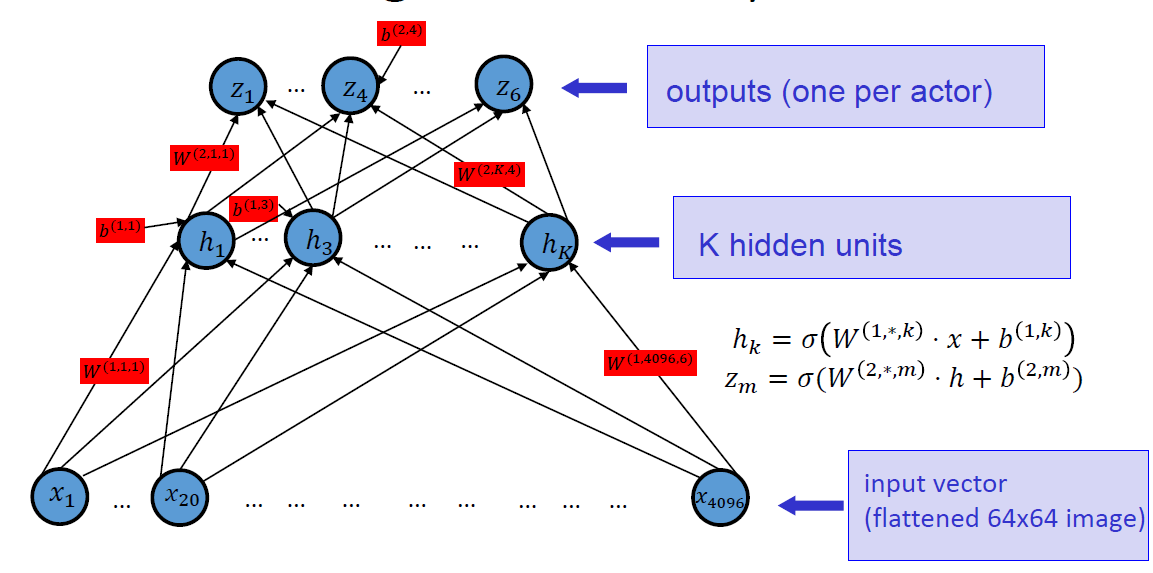 b^(2,4)
z_1 ... z_4 ... z_6
outputs (one per actor)
W^(2,1,1)
W^(2,K,4)
b^(1,1)
b^(1,3)
h_1 ... h_3 ... ... ... h_K
K hidden units
h_k = σ(W^(1,*,k) · x + b^(1,k))
z_m = σ(W^(2,*,m) · h + b^(2,m))
W^(1,1,1)
W^(1,4096,6)
x_1 ... x_20 ... ... ... ... ... ... ... ... ... x_4096
input vector
(flattened 64x64 image)